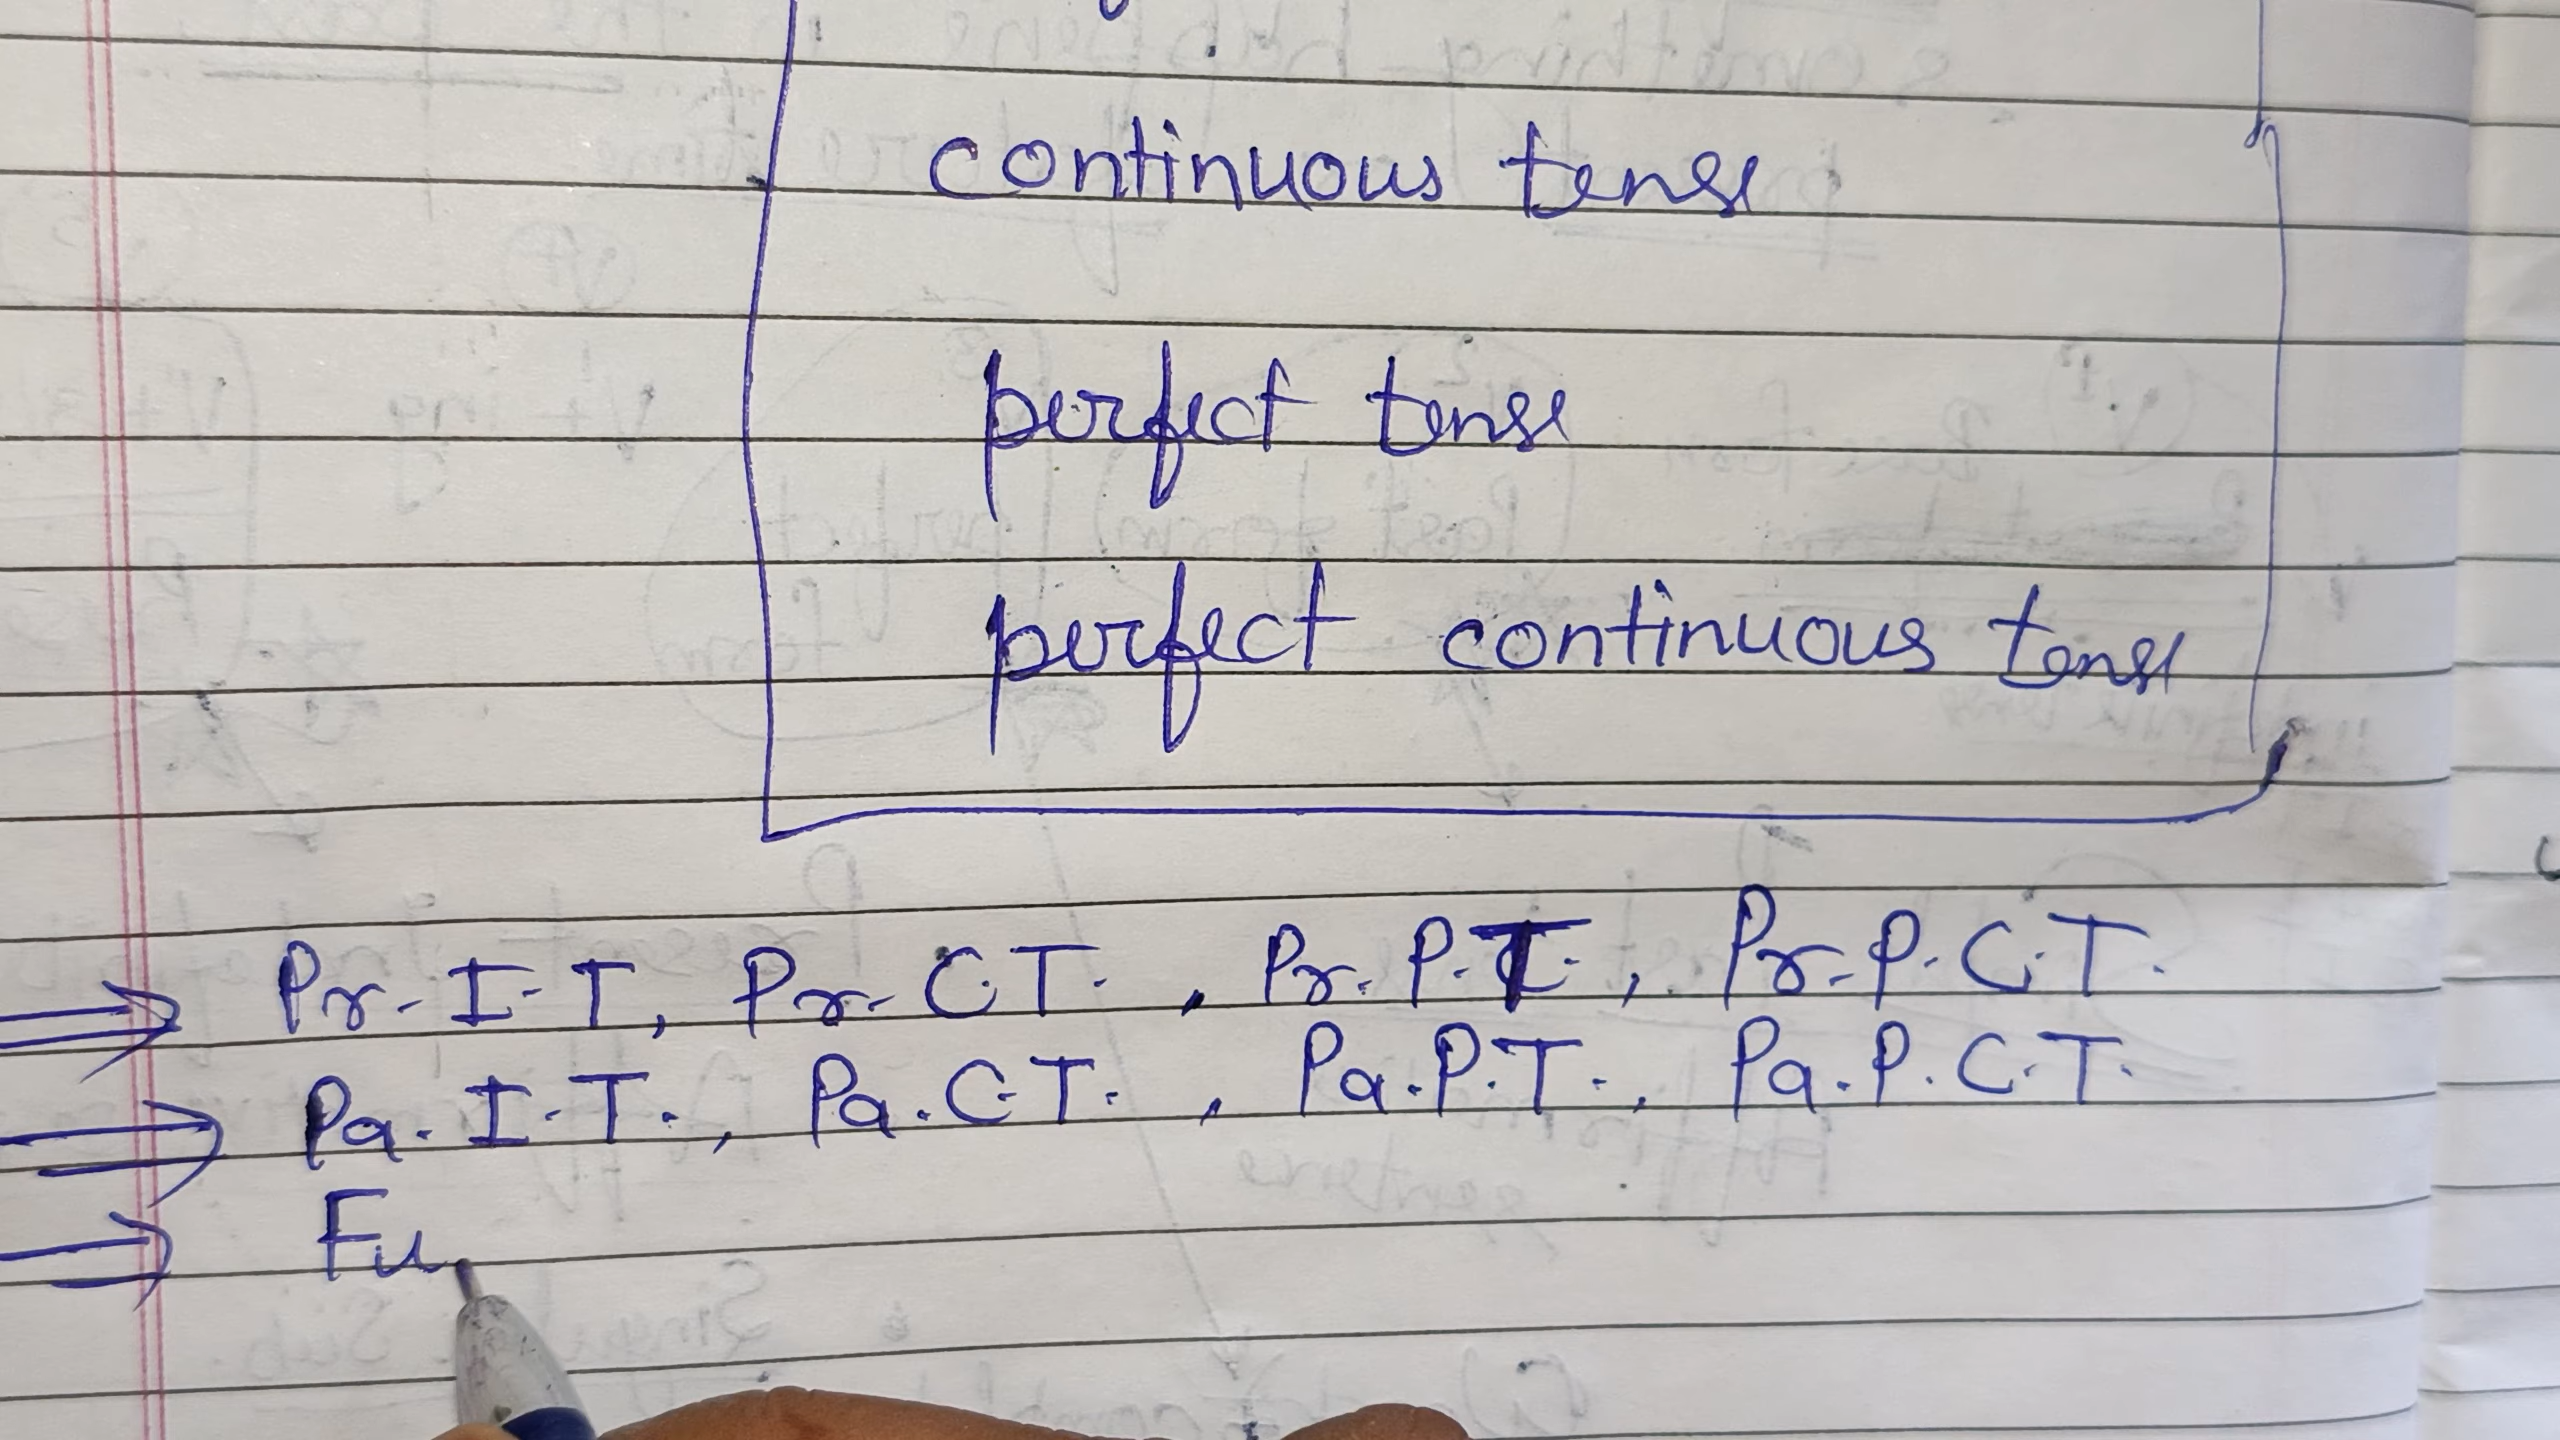 continuous tense
perfect tense
perfect continuous tense
Pr. I. T, Pr. C. T. , Pr. P. T. , Pr. P. C. T.
Pa. I. T. , Pa. C. T. , Pa. P. T. , Pa. P. C. T.
Fu